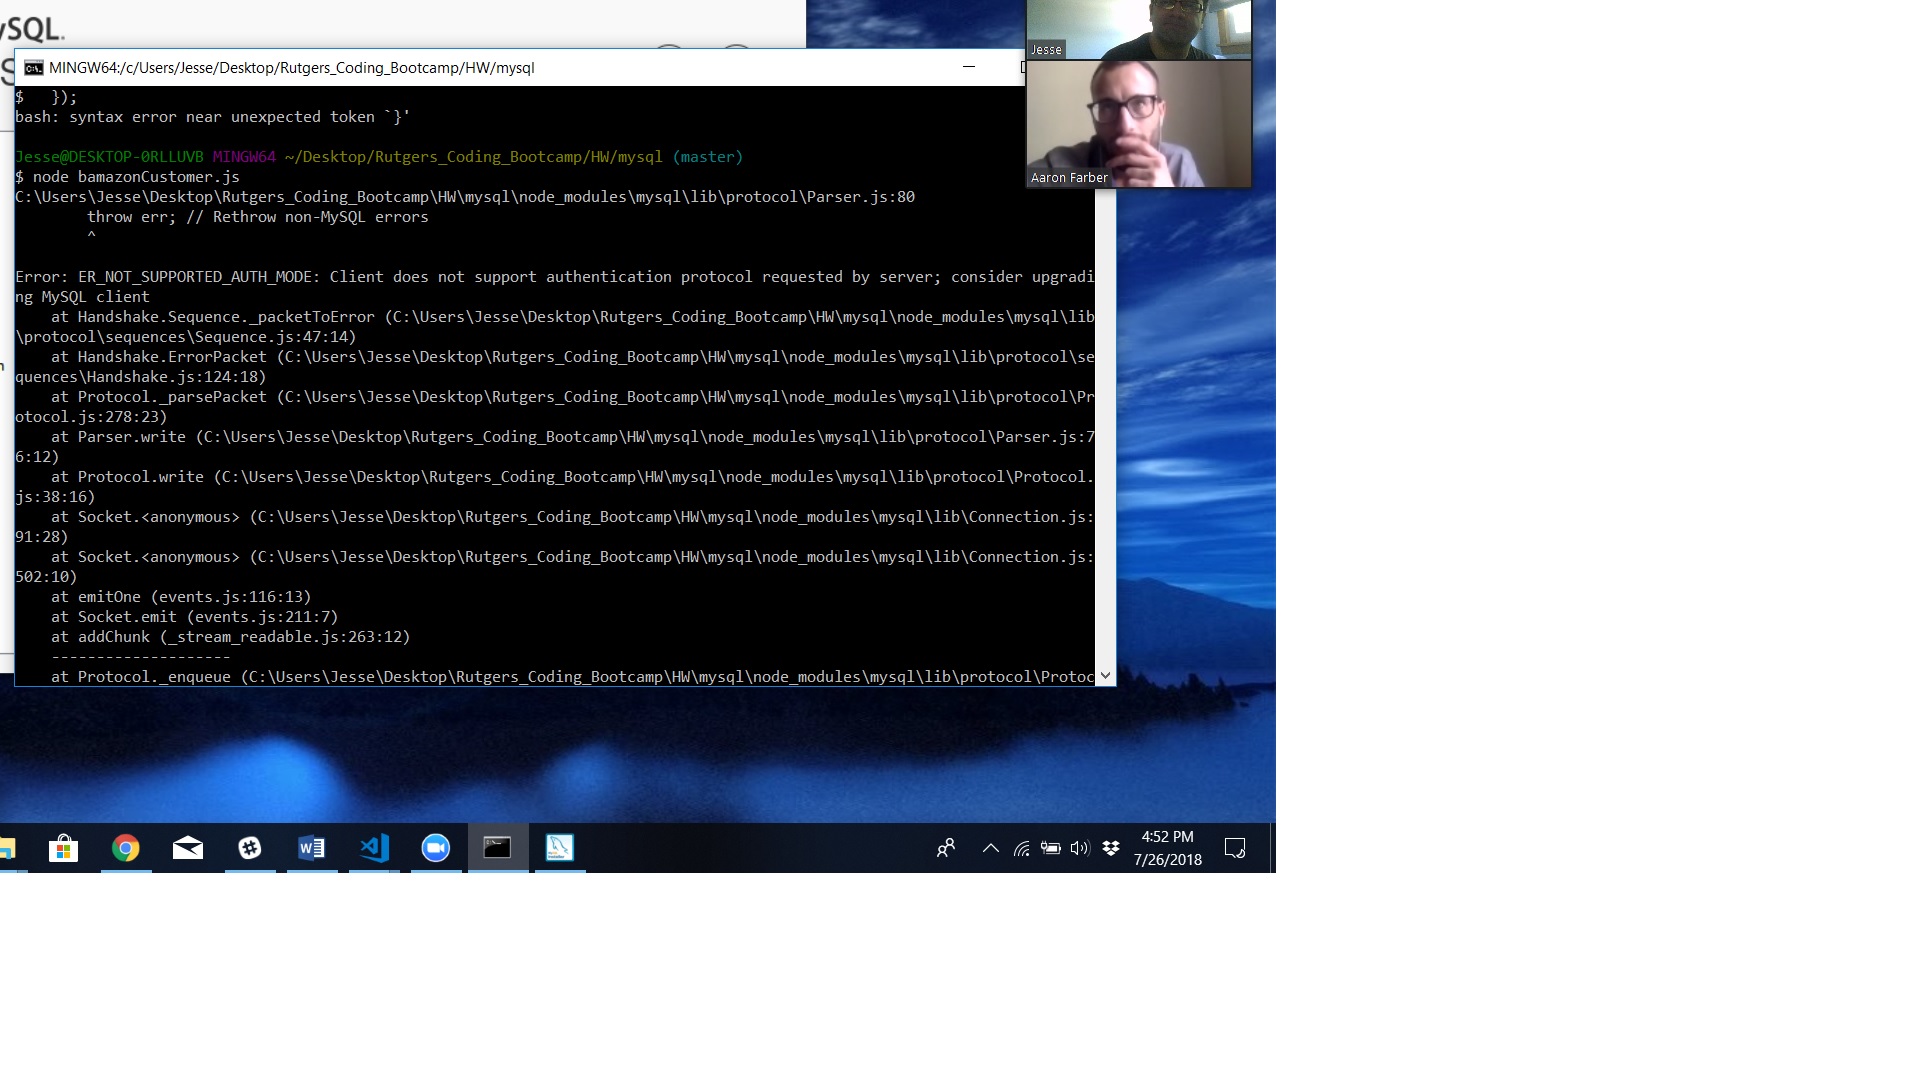 ySQL.
S
MINGW64:/c/Users/Jesse/Desktop/Rutgers_Coding_Bootcamp/HW/mysql
$   });
bash: syntax error near unexpected token `}'
Jesse@DESKTOP-0RLLUVB MINGW64 ~/Desktop/Rutgers_Coding_Bootcamp/HW/mysql (master)
$ node bamazonCustomer.js
C:\Users\Jesse\Desktop\Rutgers_Coding_Bootcamp\HW\mysql\node_modules\mysql\lib\protocol\Parser.js:80
        throw err; // Rethrow non-MySQL errors
        ^
Error: ER_NOT_SUPPORTED_AUTH_MODE: Client does not support authentication protocol requested by server; consider upgradi
ng MySQL client
    at Handshake.Sequence._packetToError (C:\Users\Jesse\Desktop\Rutgers_Coding_Bootcamp\HW\mysql\node_modules\mysql\lib
\protocol\sequences\Sequence.js:47:14)
    at Handshake.ErrorPacket (C:\Users\Jesse\Desktop\Rutgers_Coding_Bootcamp\HW\mysql\node_modules\mysql\lib\protocol\se
quences\Handshake.js:124:18)
    at Protocol._parsePacket (C:\Users\Jesse\Desktop\Rutgers_Coding_Bootcamp\HW\mysql\node_modules\mysql\lib\protocol\Pr
otocol.js:278:23)
    at Parser.write (C:\Users\Jesse\Desktop\Rutgers_Coding_Bootcamp\HW\mysql\node_modules\mysql\lib\protocol\Parser.js:7
6:12)
    at Protocol.write (C:\Users\Jesse\Desktop\Rutgers_Coding_Bootcamp\HW\mysql\node_modules\mysql\lib\protocol\Protocol.
js:38:16)
    at Socket.<anonymous> (C:\Users\Jesse\Desktop\Rutgers_Coding_Bootcamp\HW\mysql\node_modules\mysql\lib\Connection.js:
91:28)
    at Socket.<anonymous> (C:\Users\Jesse\Desktop\Rutgers_Coding_Bootcamp\HW\mysql\node_modules\mysql\lib\Connection.js:
502:10)
    at emitOne (events.js:116:13)
    at Socket.emit (events.js:211:7)
    at addChunk (_stream_readable.js:263:12)
    --------------------
    at Protocol._enqueue (C:\Users\Jesse\Desktop\Rutgers_Coding_Bootcamp\HW\mysql\node_modules\mysql\lib\protocol\Protoc
Jesse
Aaron Farber
4:52 PM
7/26/2018